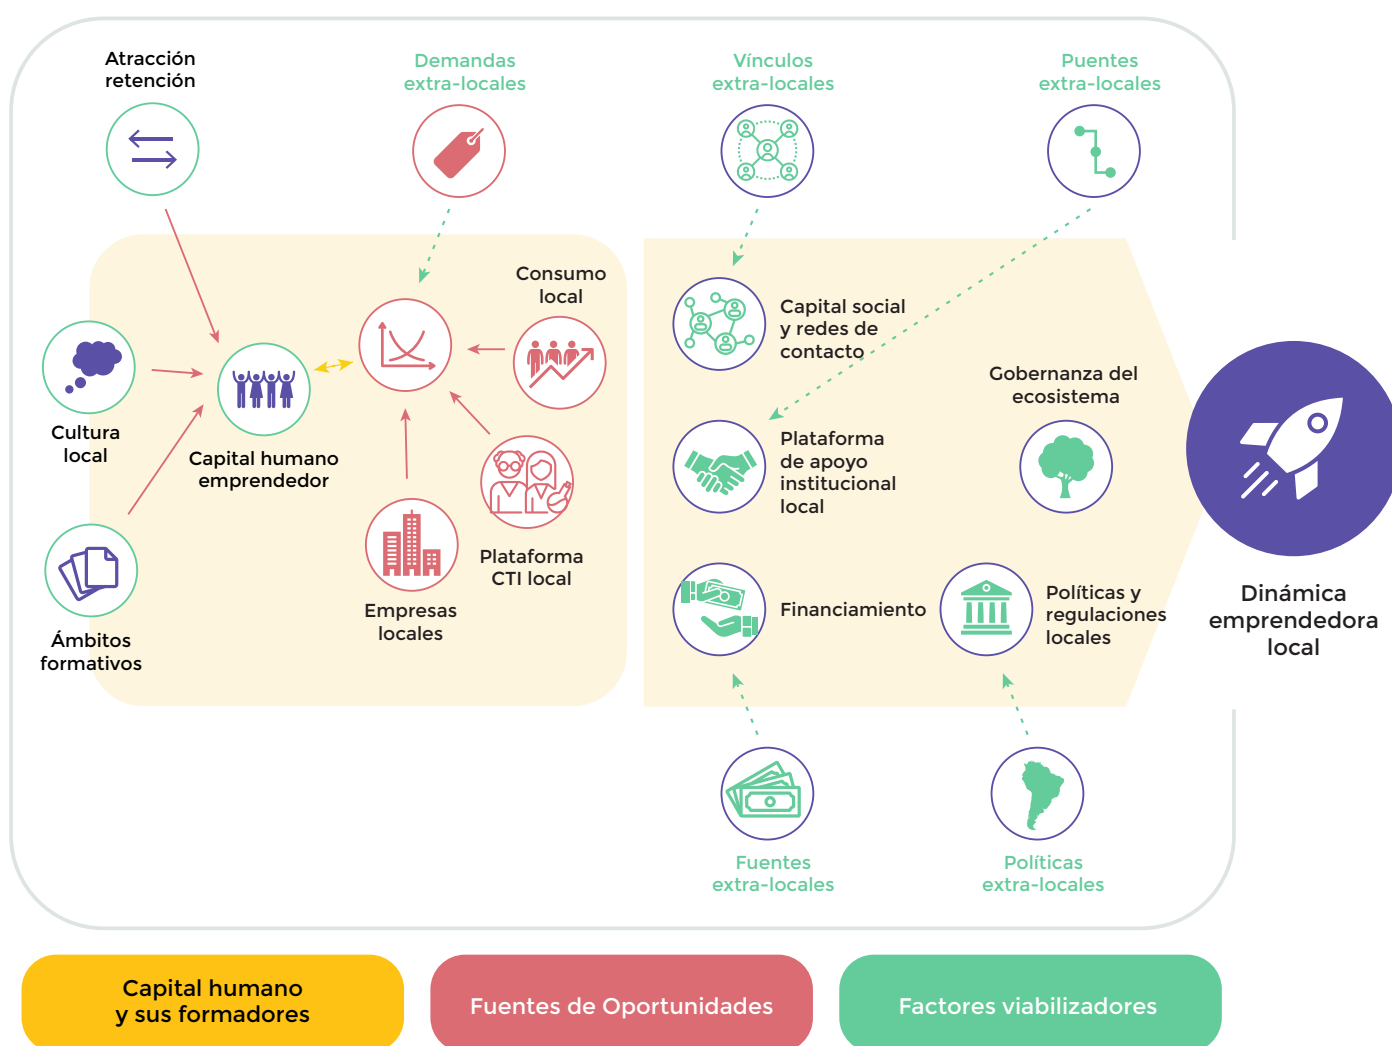 Atracción
retención
Demandas
extra-locales
Vínculos
extra-locales
Puentes
extra-locales
Consumo
local
Capital social
y redes de
contacto
Gobernanza del
ecosistema
Cultura
local
Capital humano
emprendedor
Plataforma
de apoyo
institucional
local
Plataforma
CTI local
Empresas
locales
Financiamiento
Políticas y
regulaciones
locales
Dinámica
emprendedora
local
Ámbitos
formativos
Fuentes
extra-locales
Políticas
extra-locales
Capital humano
y sus formadores
Fuentes de Oportunidades
Factores viabilizadores